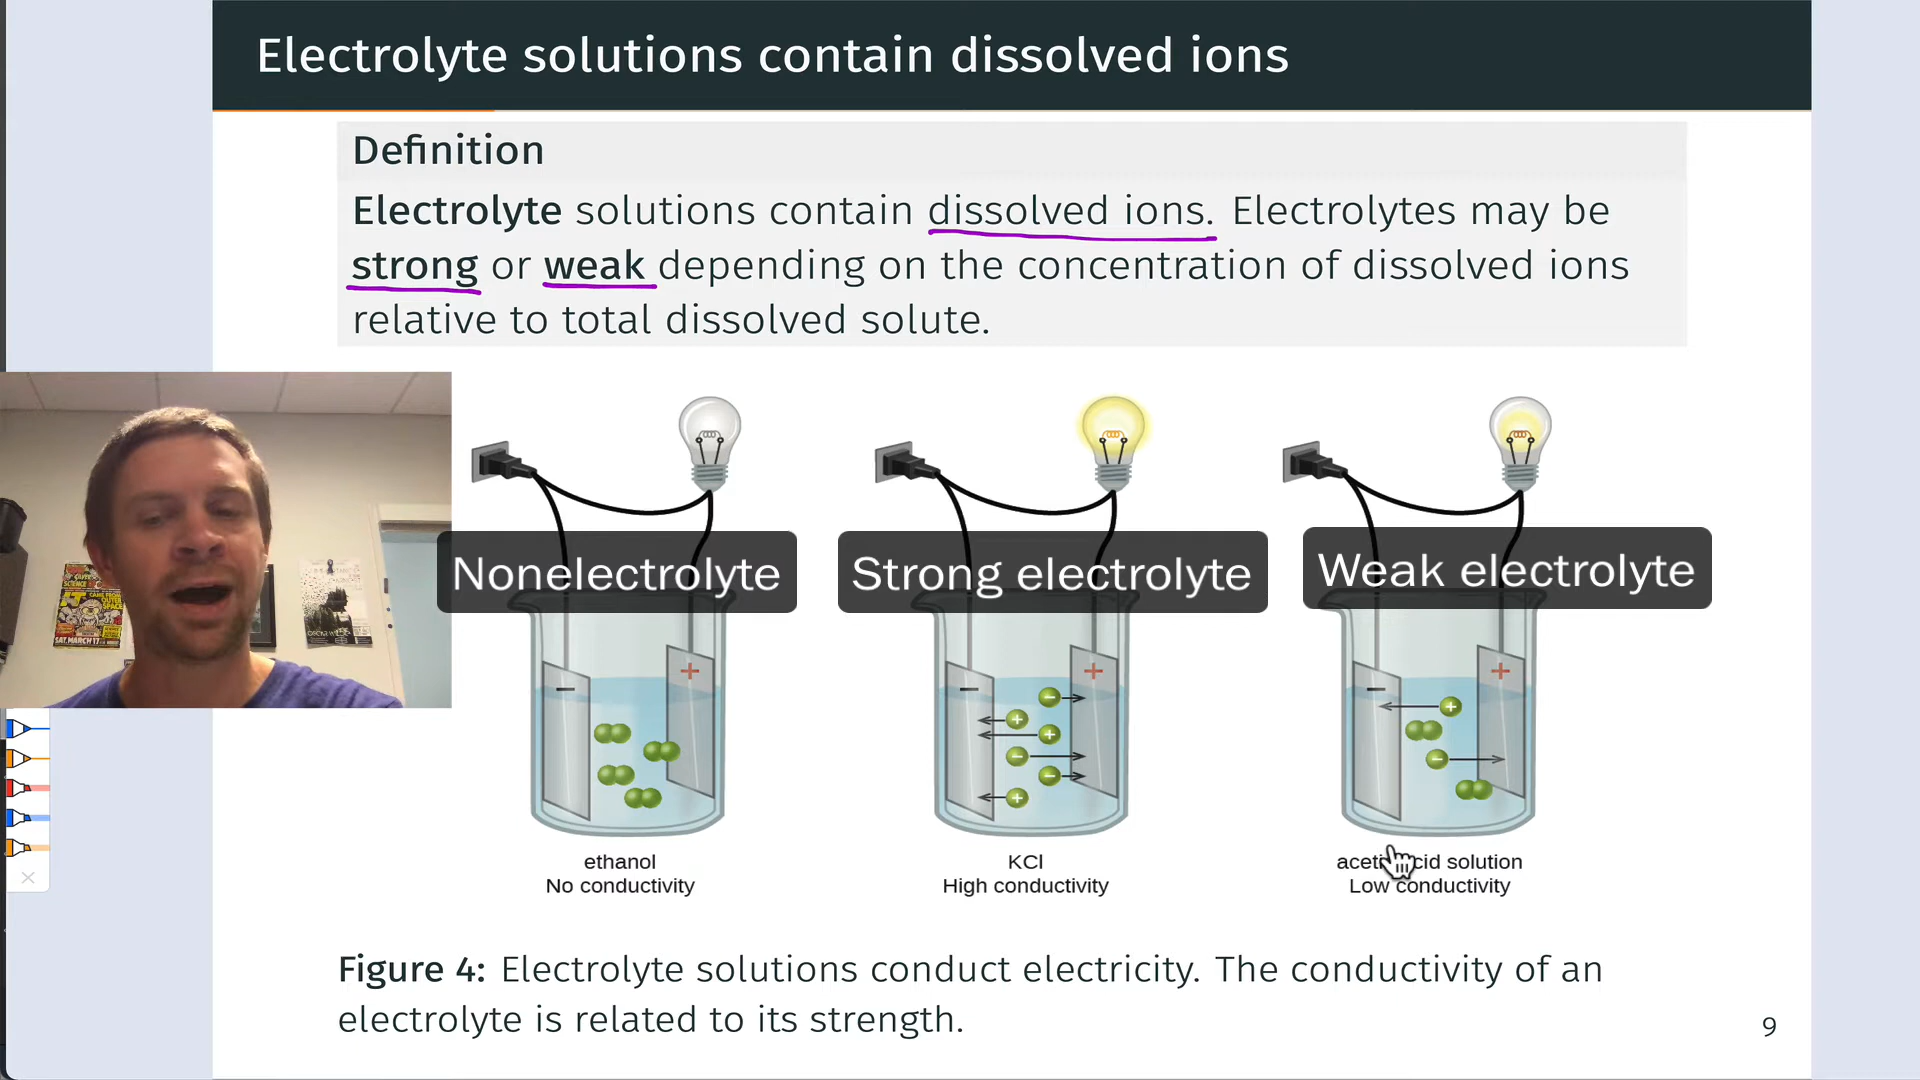 Electrolyte solutions contain dissolved ions
Definition
Electrolyte solutions contain dissolved ions. Electrolytes may be
strong or weak depending on the concentration of dissolved ions
relative to total dissolved solute.
Nonelectrolyte
Strong electrolyte
Weak electrolyte
SAT. MARCH 17
− +
− +
− +
ethanol
No conductivity
KCl
High conductivity
solution
Low conductivity
Figure 4: Electrolyte solutions conduct electricity. The conductivity of an
electrolyte is related to its strength.
9